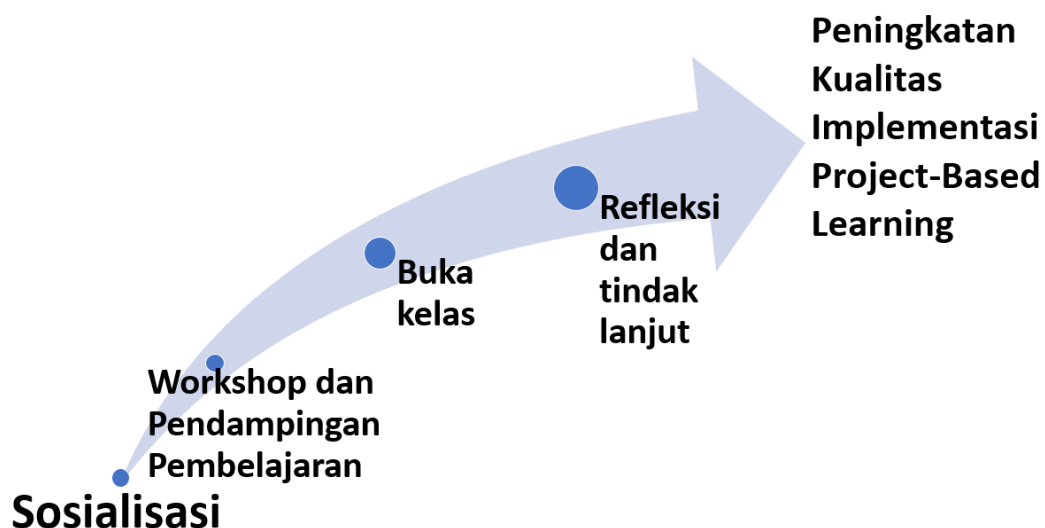 Sosialisasi
Workshop dan
Pendampingan
Pembelajaran
Buka
kelas
Refleksi
dan
tindak
lanjut
Peningkatan
Kualitas
Implementasi
Project-Based
Learning